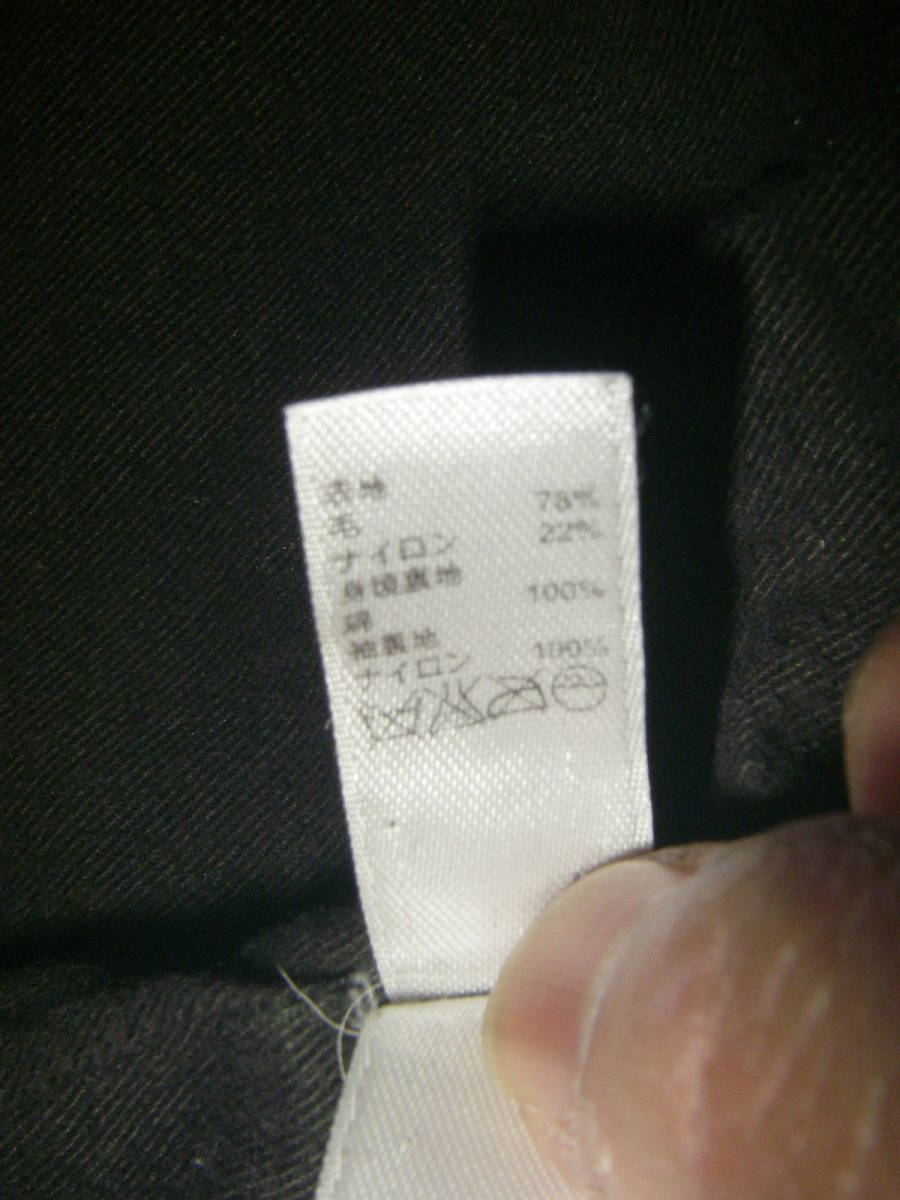 表地
毛 78%
ナイロン 22%
身頃裏地
綿 100%
袖裏地
ナイロン 100%